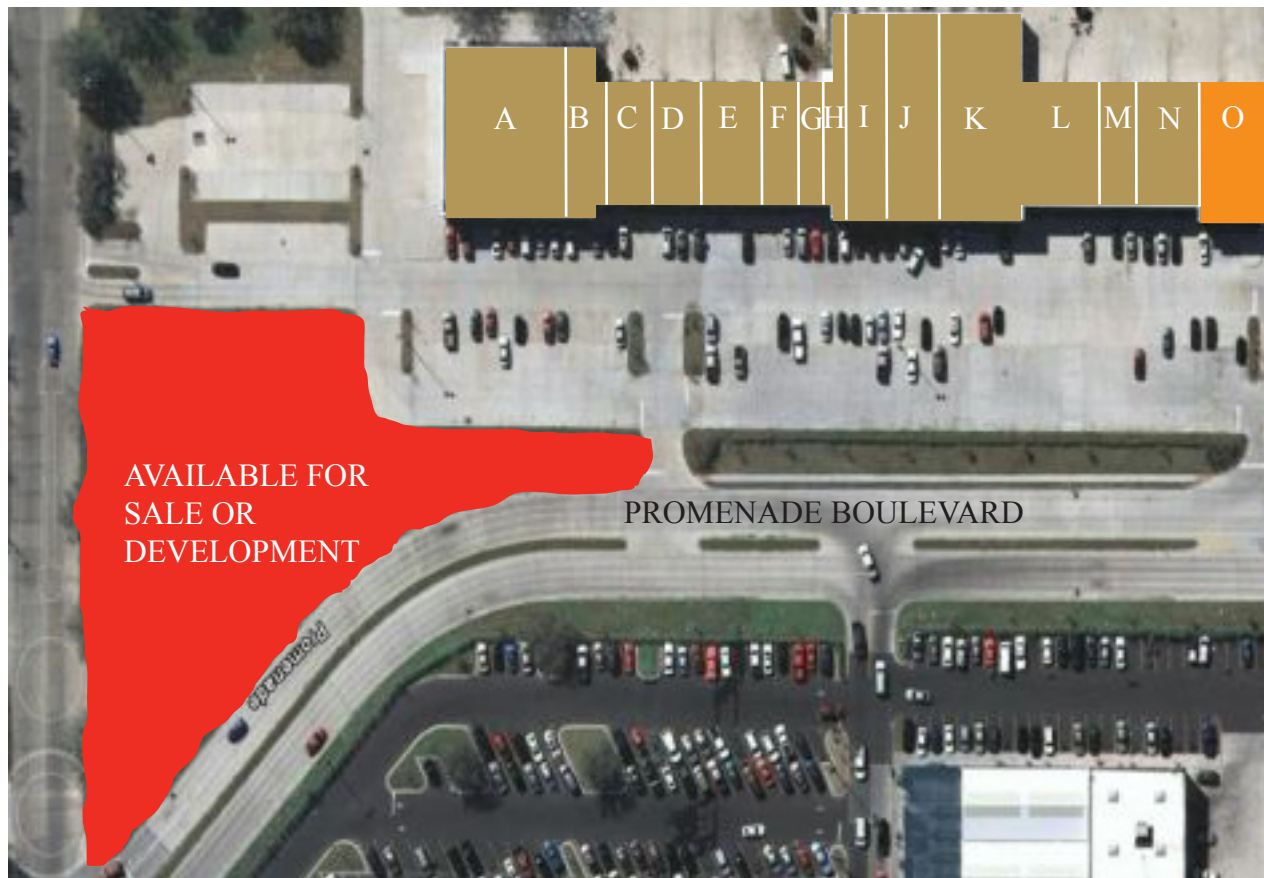 A B C D E F G H I J K L M N O
AVAILABLE FOR
SALE OR
DEVELOPMENT
PROMENADE BOULEVARD
Promenade